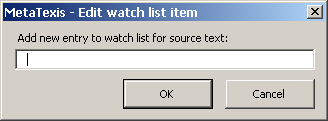 MetaTexis - Edit watch list item
Add new entry to watch list for source text:
OK
Cancel